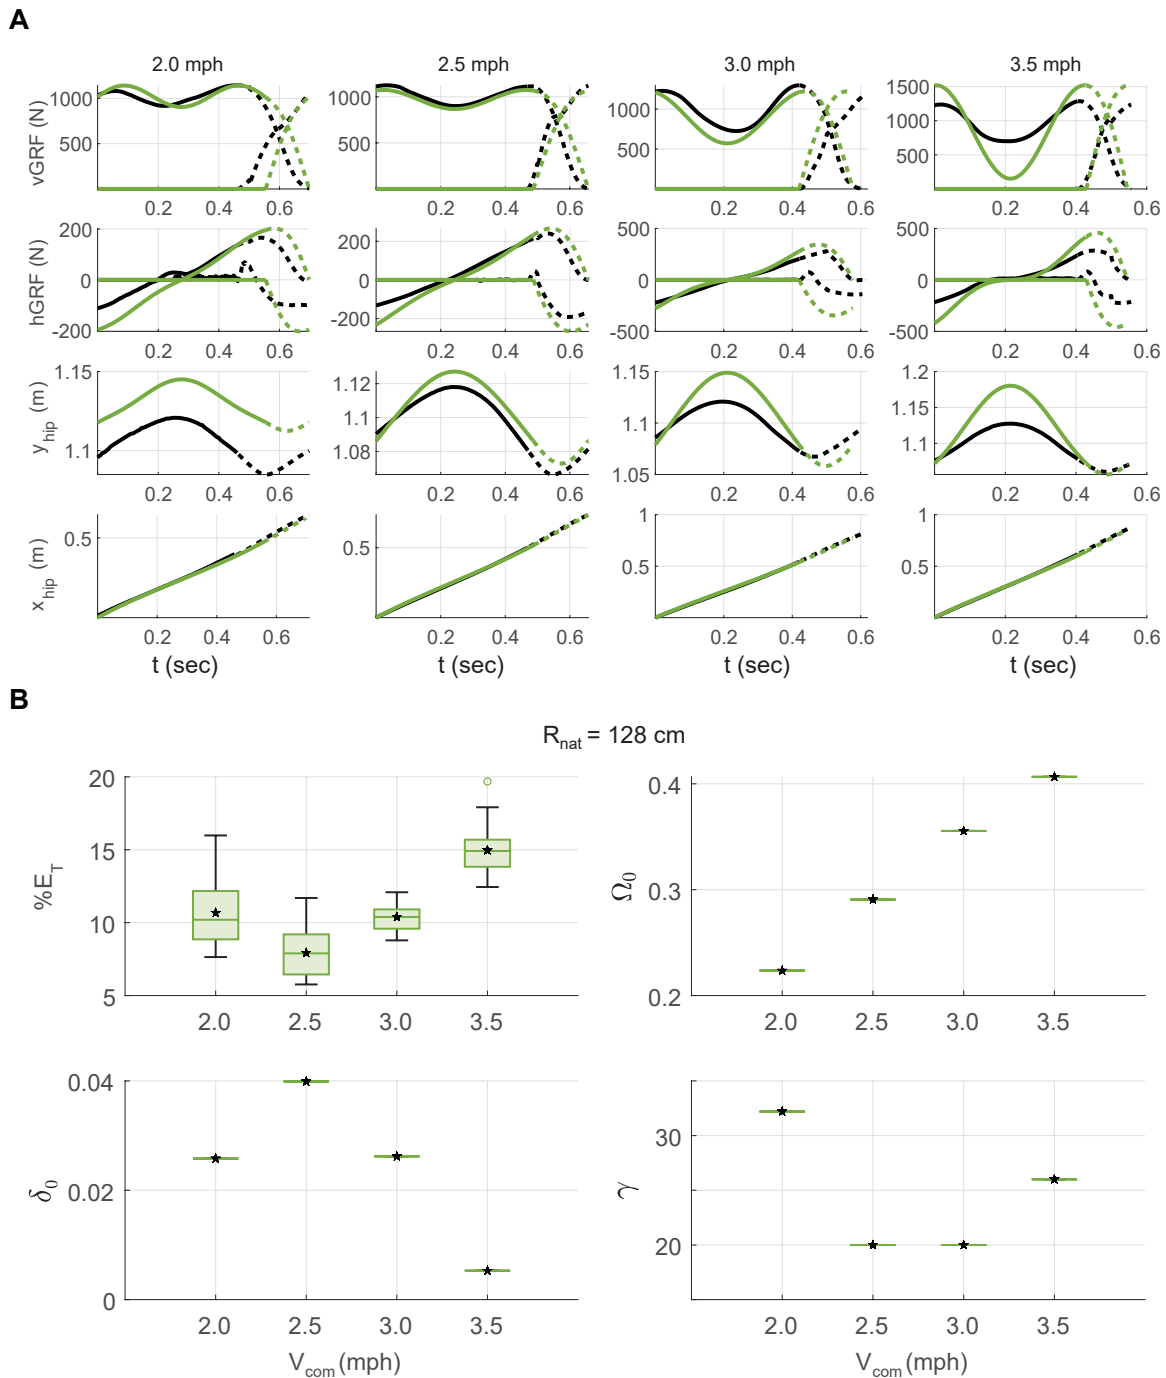 A
2.0 mph 2.5 mph 3.0 mph 3.5 mph
vGRF (N)
1000
500
0.2 0.4 0.6
1000
500
0.2 0.4 0.6
1000
500
0.2 0.4 0.6
1500
1000
500
0.2 0.4 0.6
hGRF (N)
200
0
-200
0.2 0.4 0.6
200
0
-200
0.2 0.4 0.6
500
0
-500
0.2 0.4 0.6
500
0
-500
0.2 0.4 0.6
y_hip (m)
1.15
1.1
0.2 0.4 0.6
1.12
1.1
1.08
0.2 0.4 0.6
1.15
1.1
1.05
0.2 0.4 0.6
1.2
1.15
1.1
0.2 0.4 0.6
x_hip (m)
0.5
0.2 0.4 0.6
0.5
0.2 0.4 0.6
1
0.5
0.2 0.4 0.6
1
0.5
0.2 0.4 0.6
t (sec) t (sec) t (sec) t (sec)
B
R_nat = 128 cm
%E_T
20
15
10
5
2.0 2.5 3.0 3.5
Ω_0
0.4
0.3
0.2
2.0 2.5 3.0 3.5
δ_0
0.04
0.02
0
2.0 2.5 3.0 3.5
V_com (mph)
γ
30
20
2.0 2.5 3.0 3.5
V_com (mph)